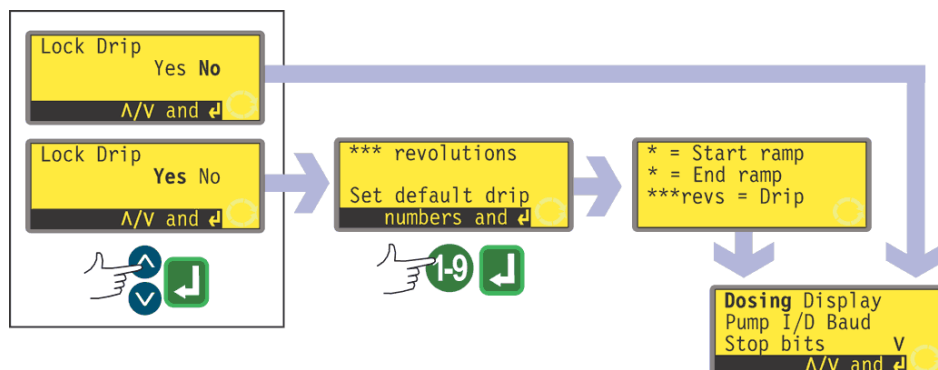 Lock Drip
Yes No
∧/∨ and ↵
Lock Drip
Yes No
∧/∨ and ↵
*** revolutions
Set default drip
numbers and ↵
1-9
* = Start ramp
* = End ramp
***revs = Drip
Dosing Display
Pump I/D Baud
Stop bits ∨
∧/∨ and ↵